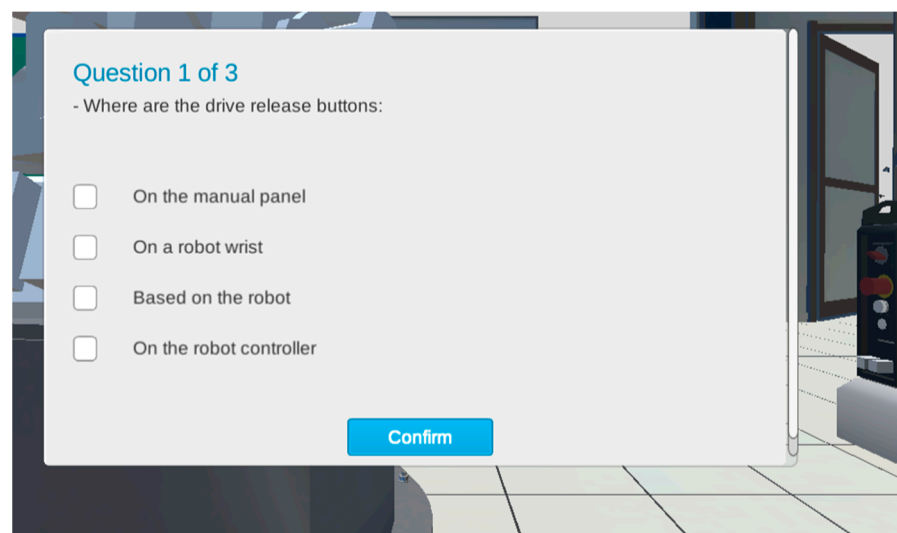 Question 1 of 3
- Where are the drive release buttons:
On the manual panel
On a robot wrist
Based on the robot
On the robot controller
Confirm